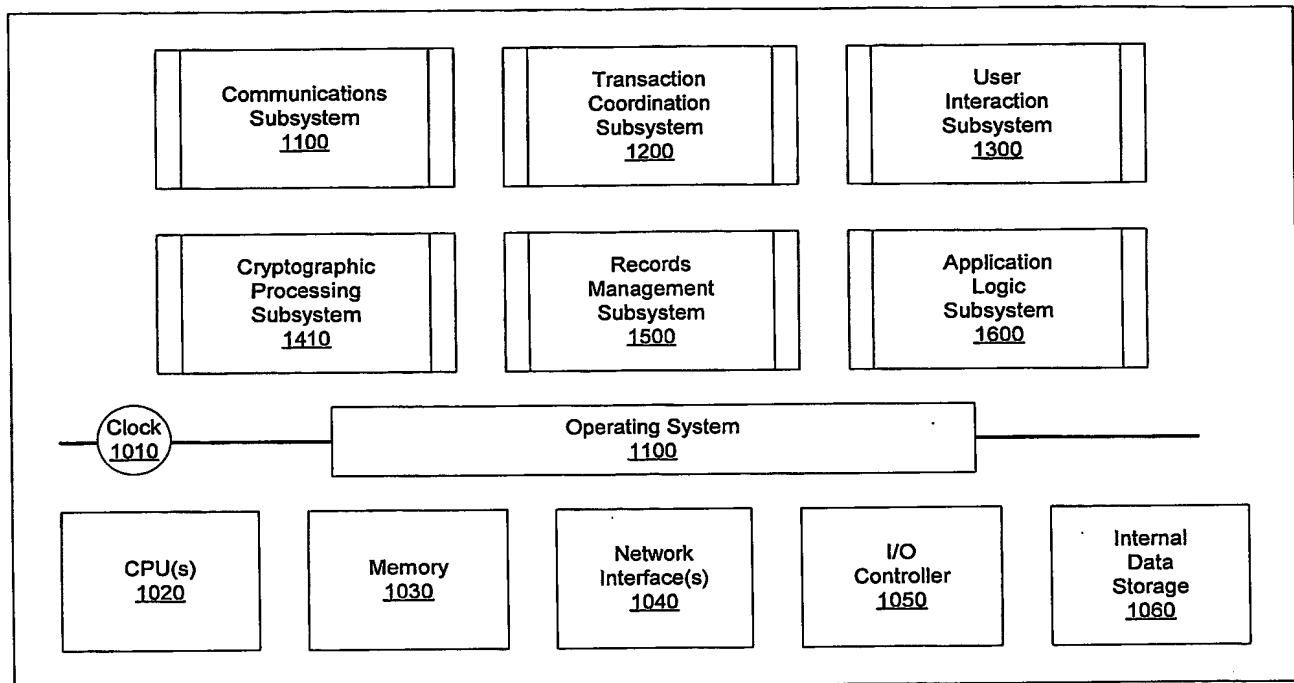 Communications
Subsystem
1100
Transaction
Coordination
Subsystem
1200
User
Interaction
Subsystem
1300
Cryptographic
Processing
Subsystem
1410
Records
Management
Subsystem
1500
Application
Logic
Subsystem
1600
Clock
1010
Operating System
1100
CPU(s)
1020
Memory
1030
Network
Interface(s)
1040
I/O
Controller
1050
Internal
Data
Storage
1060